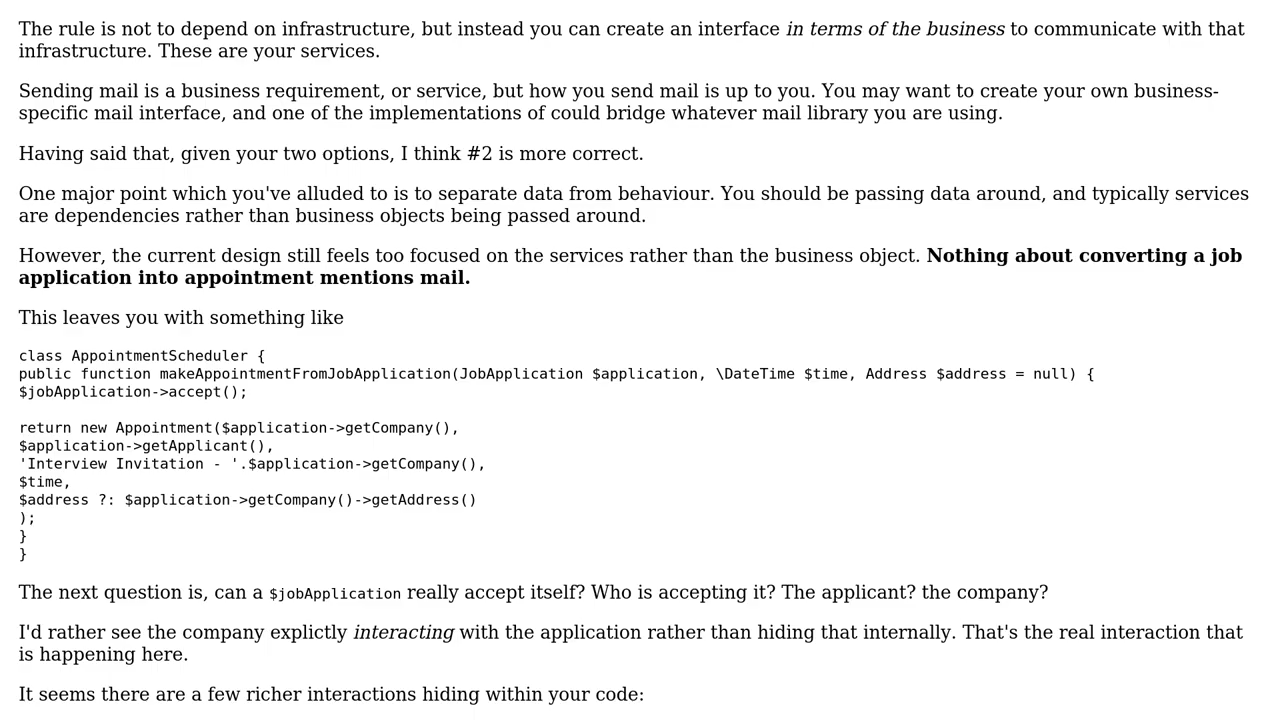 The rule is not to depend on infrastructure, but instead you can create an interface in terms of the business to communicate with that
infrastructure. These are your services.
Sending mail is a business requirement, or service, but how you send mail is up to you. You may want to create your own business-
specific mail interface, and one of the implementations of could bridge whatever mail library you are using.
Having said that, given your two options, I think #2 is more correct.
One major point which you've alluded to is to separate data from behaviour. You should be passing data around, and typically services
are dependencies rather than business objects being passed around.
However, the current design still feels too focused on the services rather than the business object. Nothing about converting a job
application into appointment mentions mail.
This leaves you with something like
class AppointmentScheduler {
public function makeAppointmentFromJobApplication(JobApplication $application, \DateTime $time, Address $address = null) {
$jobApplication->accept();
return new Appointment($application->getCompany(),
$application->getApplicant(),
'Interview Invitation - '.$application->getCompany(),
$time,
$address ?: $application->getCompany()->getAddress()
);
}
}
The next question is, can a $jobApplication really accept itself? Who is accepting it? The applicant? the company?
I'd rather see the company explictly interacting with the application rather than hiding that internally. That's the real interaction that
is happening here.
It seems there are a few richer interactions hiding within your code: